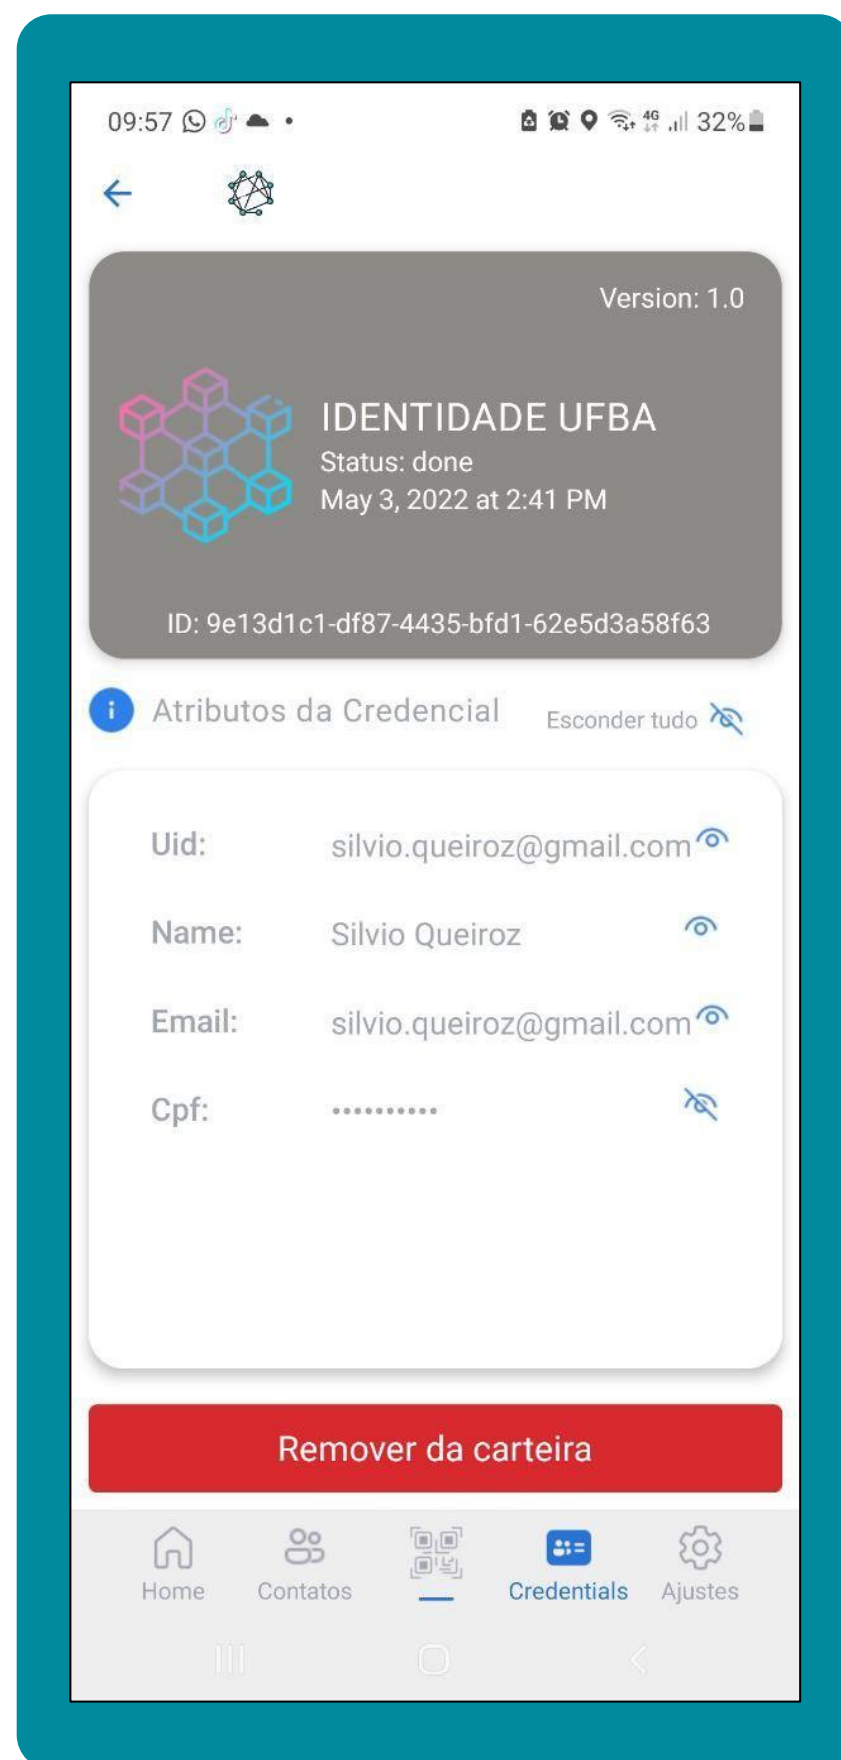 09:57
4G 32%
Version: 1.0
IDENTIDADE UFBA
Status: done
May 3, 2022 at 2:41 PM
ID: 9e13d1c1-df87-4435-bfd1-62e5d3a58f63
Atributos da Credencial Esconder tudo
Uid: silvio.queiroz@gmail.com
Name: Silvio Queiroz
Email: silvio.queiroz@gmail.com
Cpf: ••••••••••
Remover da carteira
Home Contatos Credentials Ajustes